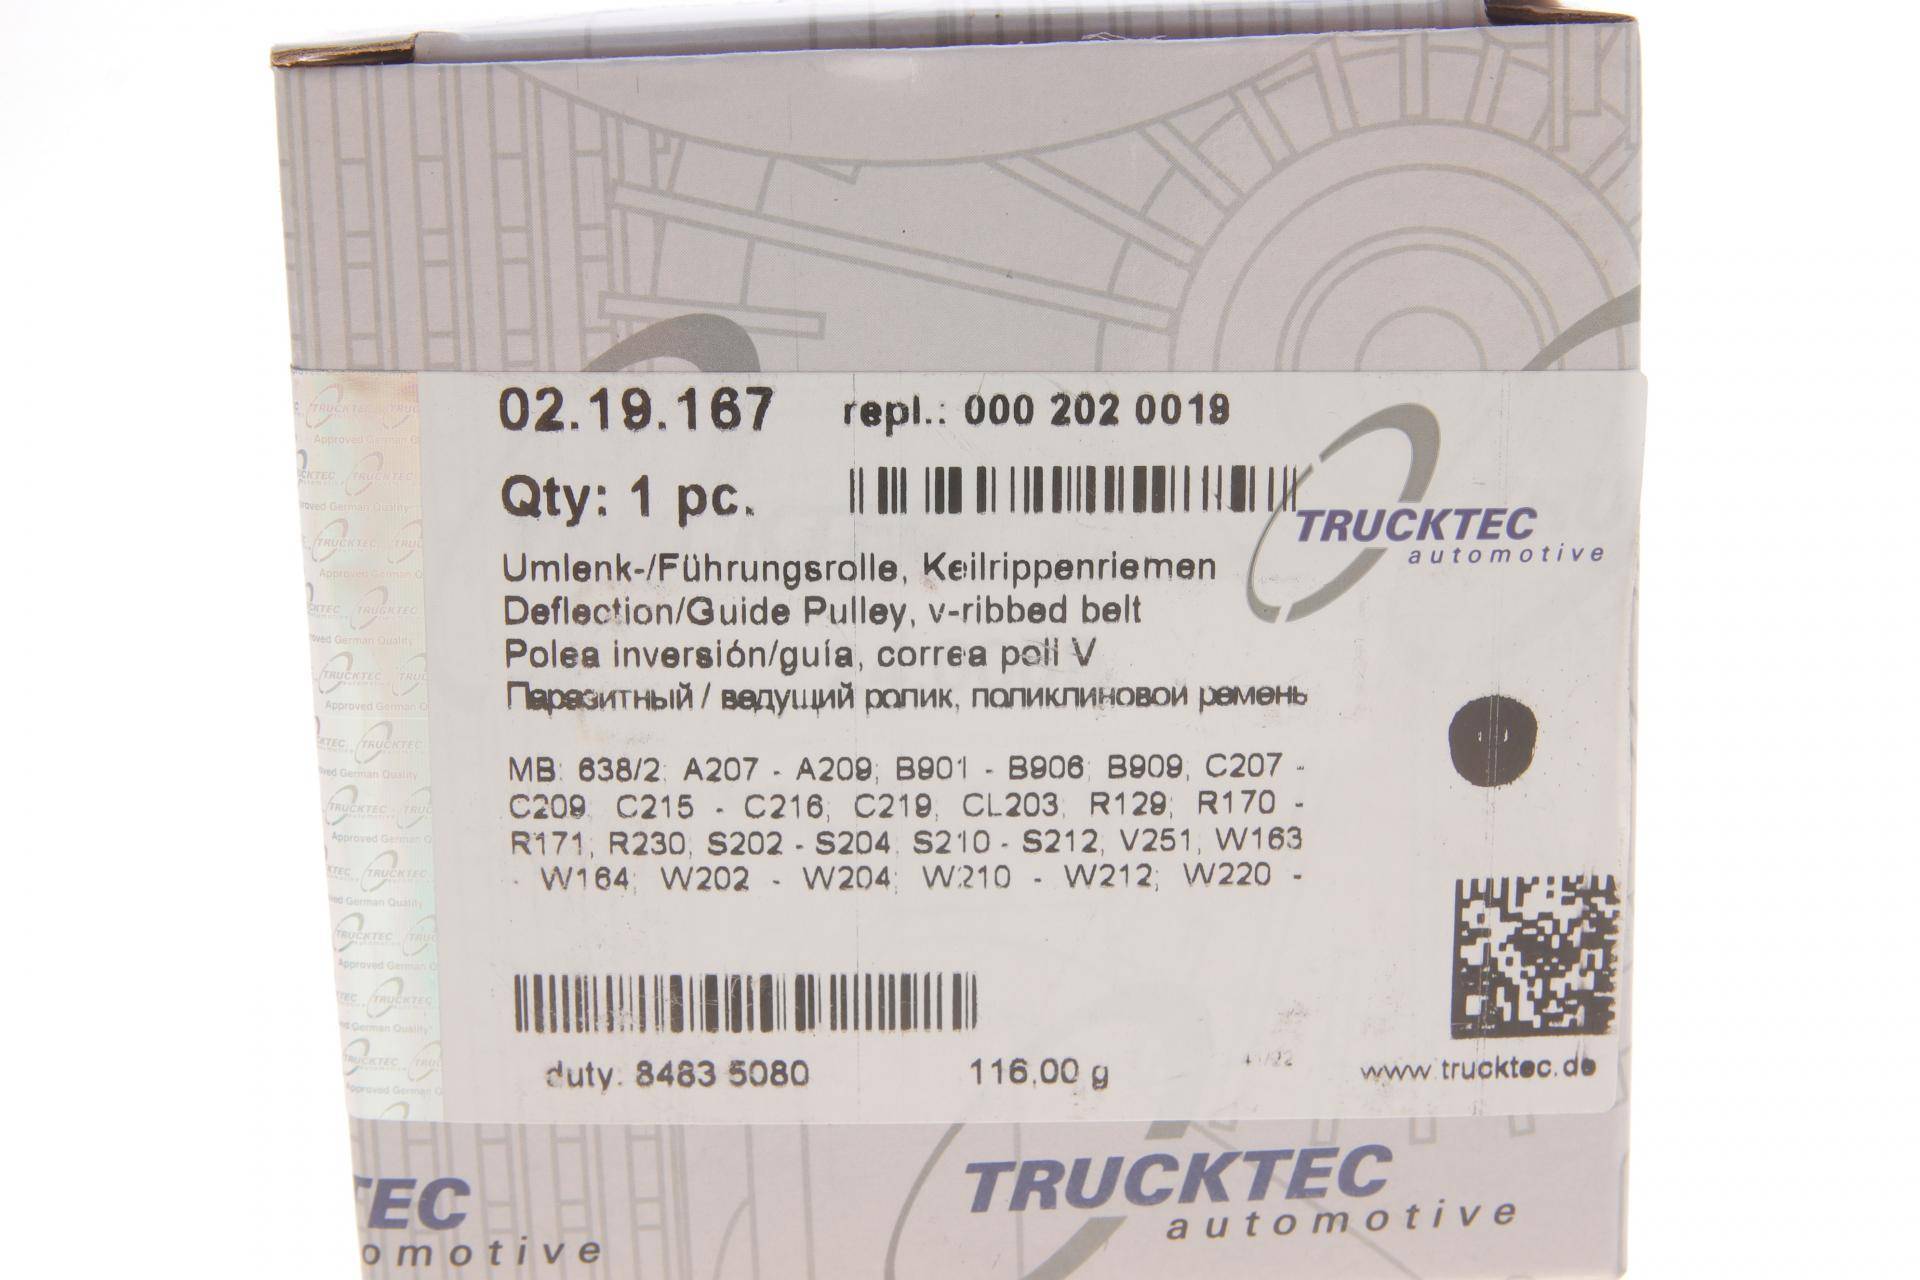 02.19.167 repl.: 000 202 0019
Qty: 1 pc.
TRUCKTEC
automotive
Umlenk-/Führungsrolle, Keilrippenriemen
Deflection/Guide Pulley, v-ribbed belt
Polea inversión/guía, correa poli V
Паразитный / ведущий ролик, поликлиновой ремень
MB: 638/2; A207 - A209; B901 - B906; B909; C207 -
C209; C215 - C216; C219; CL203; R129; R170 -
R171; R230; S202 - S204; S210 - S212; V251; W163
- W164; W202 - W204; W210 - W212; W220 -
duty: 8483 5080 116,00 g
www.trucktec.de
TRUCKTEC
automotive
TEC
omotive